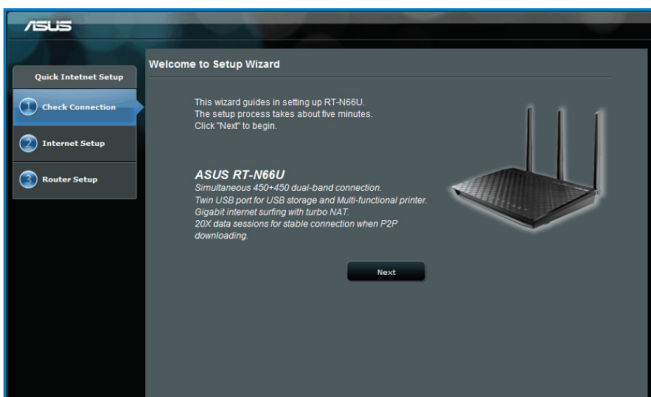 ASUS
Quick Intetnet Setup
1 Check Connection
2 Internet Setup
3 Router Setup
Welcome to Setup Wizard
This wizard guides in setting up RT-N66U.
The setup process takes about five minutes.
Click "Next" to begin.
ASUS RT-N66U
Simultaneous 450+450 dual-band connection.
Twin USB port for USB storage and Multi-functional printer.
Gigabit internet surfing with turbo NAT.
20X data sessions for stable connection when P2P
downloading.
Next